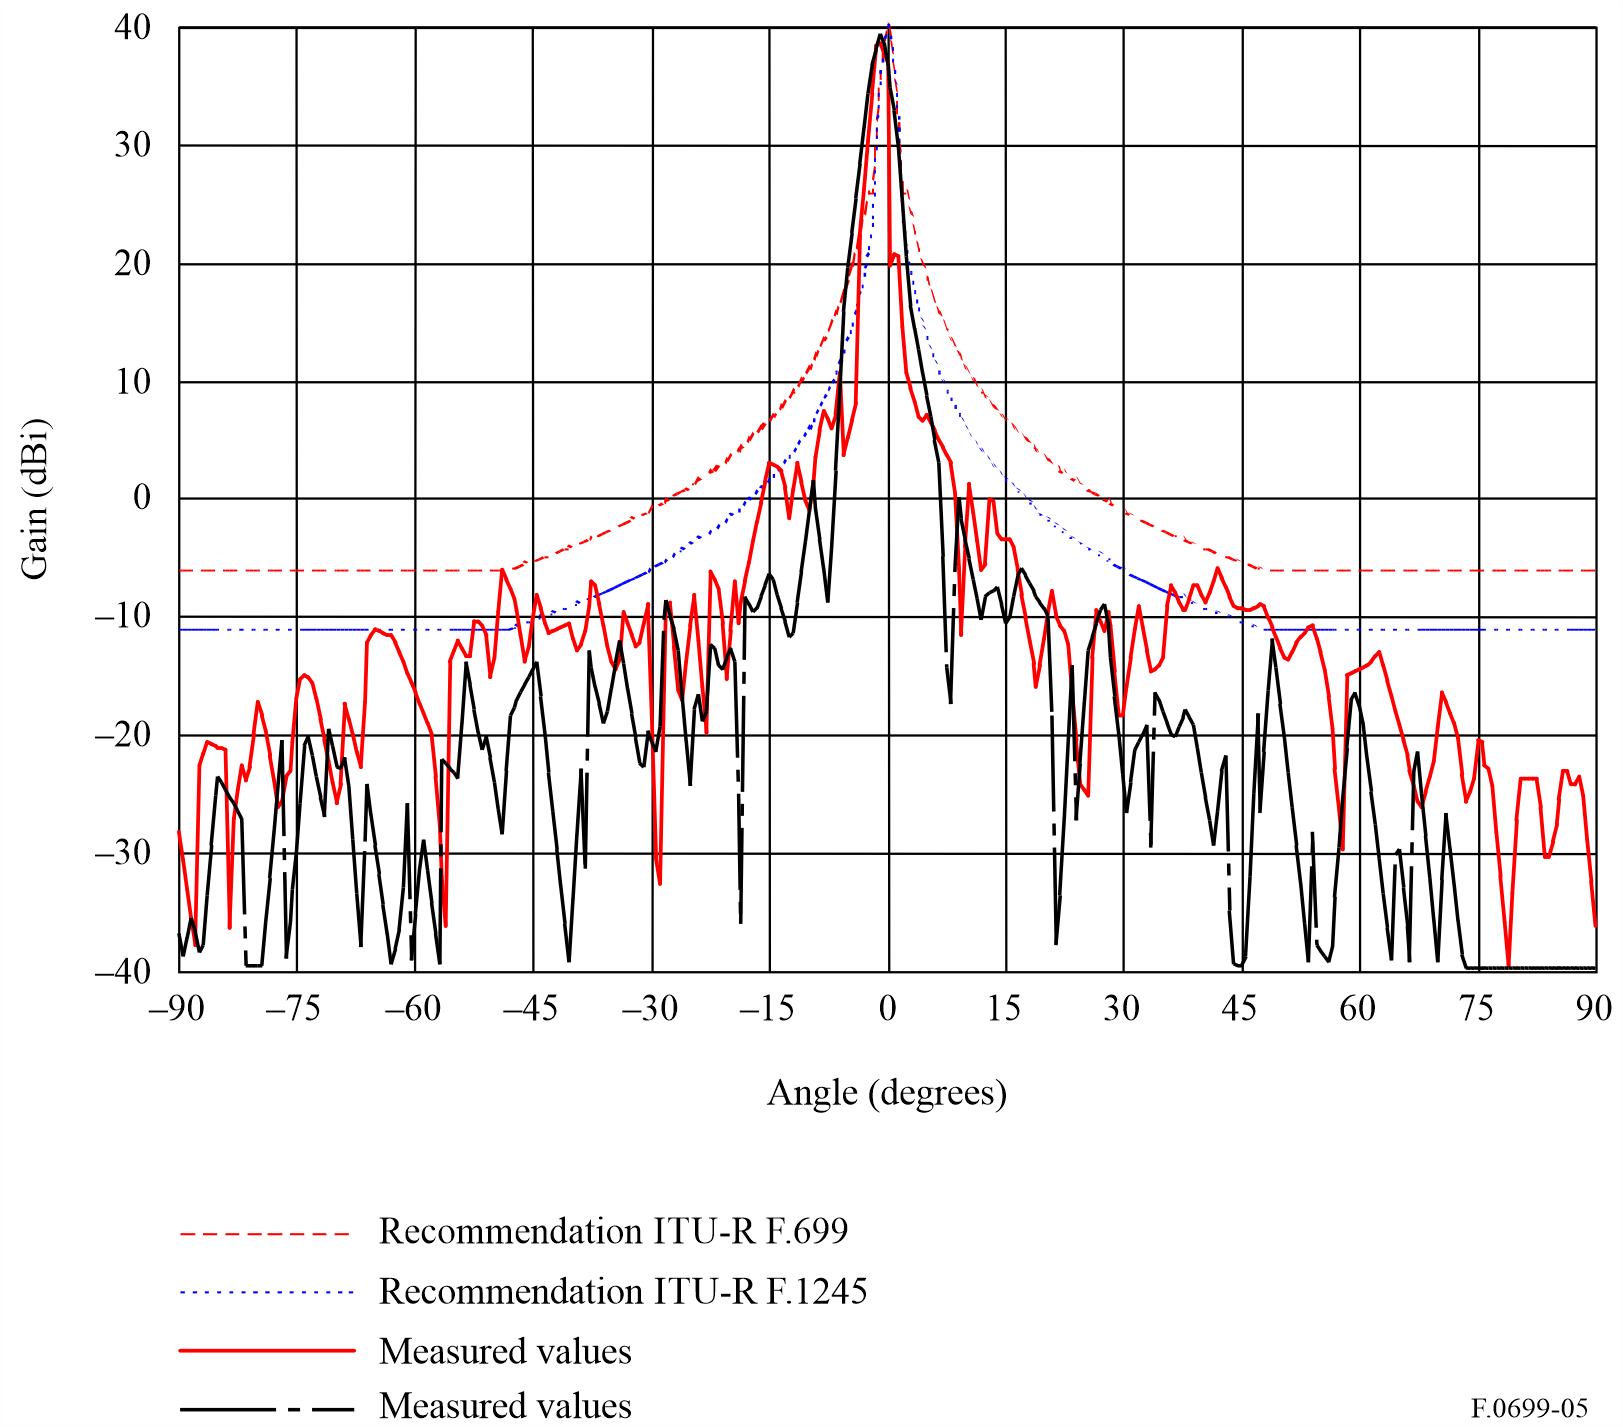 40
30
20
10
0
–10
–20
–30
–40
Gain (dBi)
–90 –75 –60 –45 –30 –15 0 15 30 45 60 75 90
Angle (degrees)
Recommendation ITU-R F.699
Recommendation ITU-R F.1245
Measured values
Measured values
F.0699-05